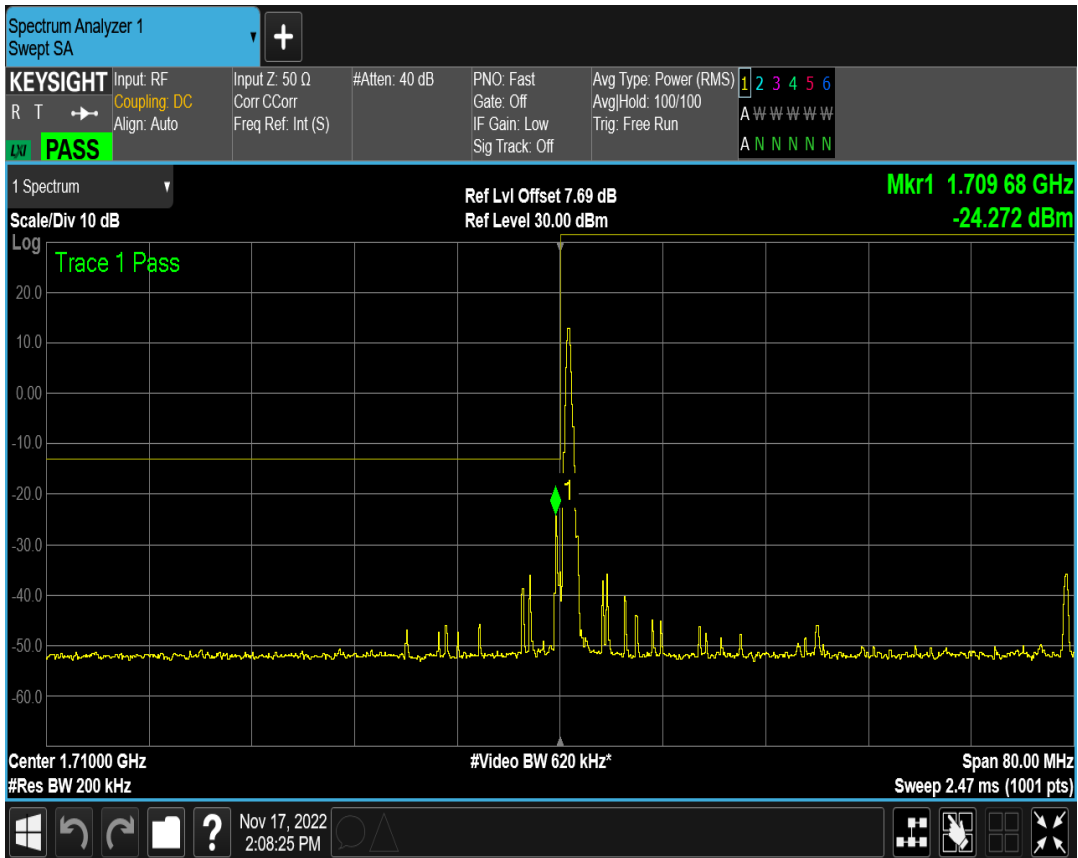 Spectrum Analyzer 1
Swept SA
+
KEYSIGHT
R T
LXI PASS
Input: RF
Coupling: DC
Align: Auto
Input Z: 50 Ω
Corr CCorr
Freq Ref: Int (S)
#Atten: 40 dB
PNO: Fast
Gate: Off
IF Gain: Low
Sig Track: Off
Avg Type: Power (RMS)
Avg|Hold: 100/100
Trig: Free Run
1 2 3 4 5 6
A W W W W W
A N N N N N
1 Spectrum
Scale/Div 10 dB
Ref Lvl Offset 7.69 dB
Ref Level 30.00 dBm
Mkr1 1.709 68 GHz
-24.272 dBm
Log
Trace 1 Pass
20.0
10.0
0.00
-10.0
-20.0
1
-30.0
-40.0
-50.0
-60.0
Center 1.71000 GHz
#Res BW 200 kHz
#Video BW 620 kHz*
Span 80.00 MHz
Sweep 2.47 ms (1001 pts)
?
Nov 17, 2022
2:08:25 PM